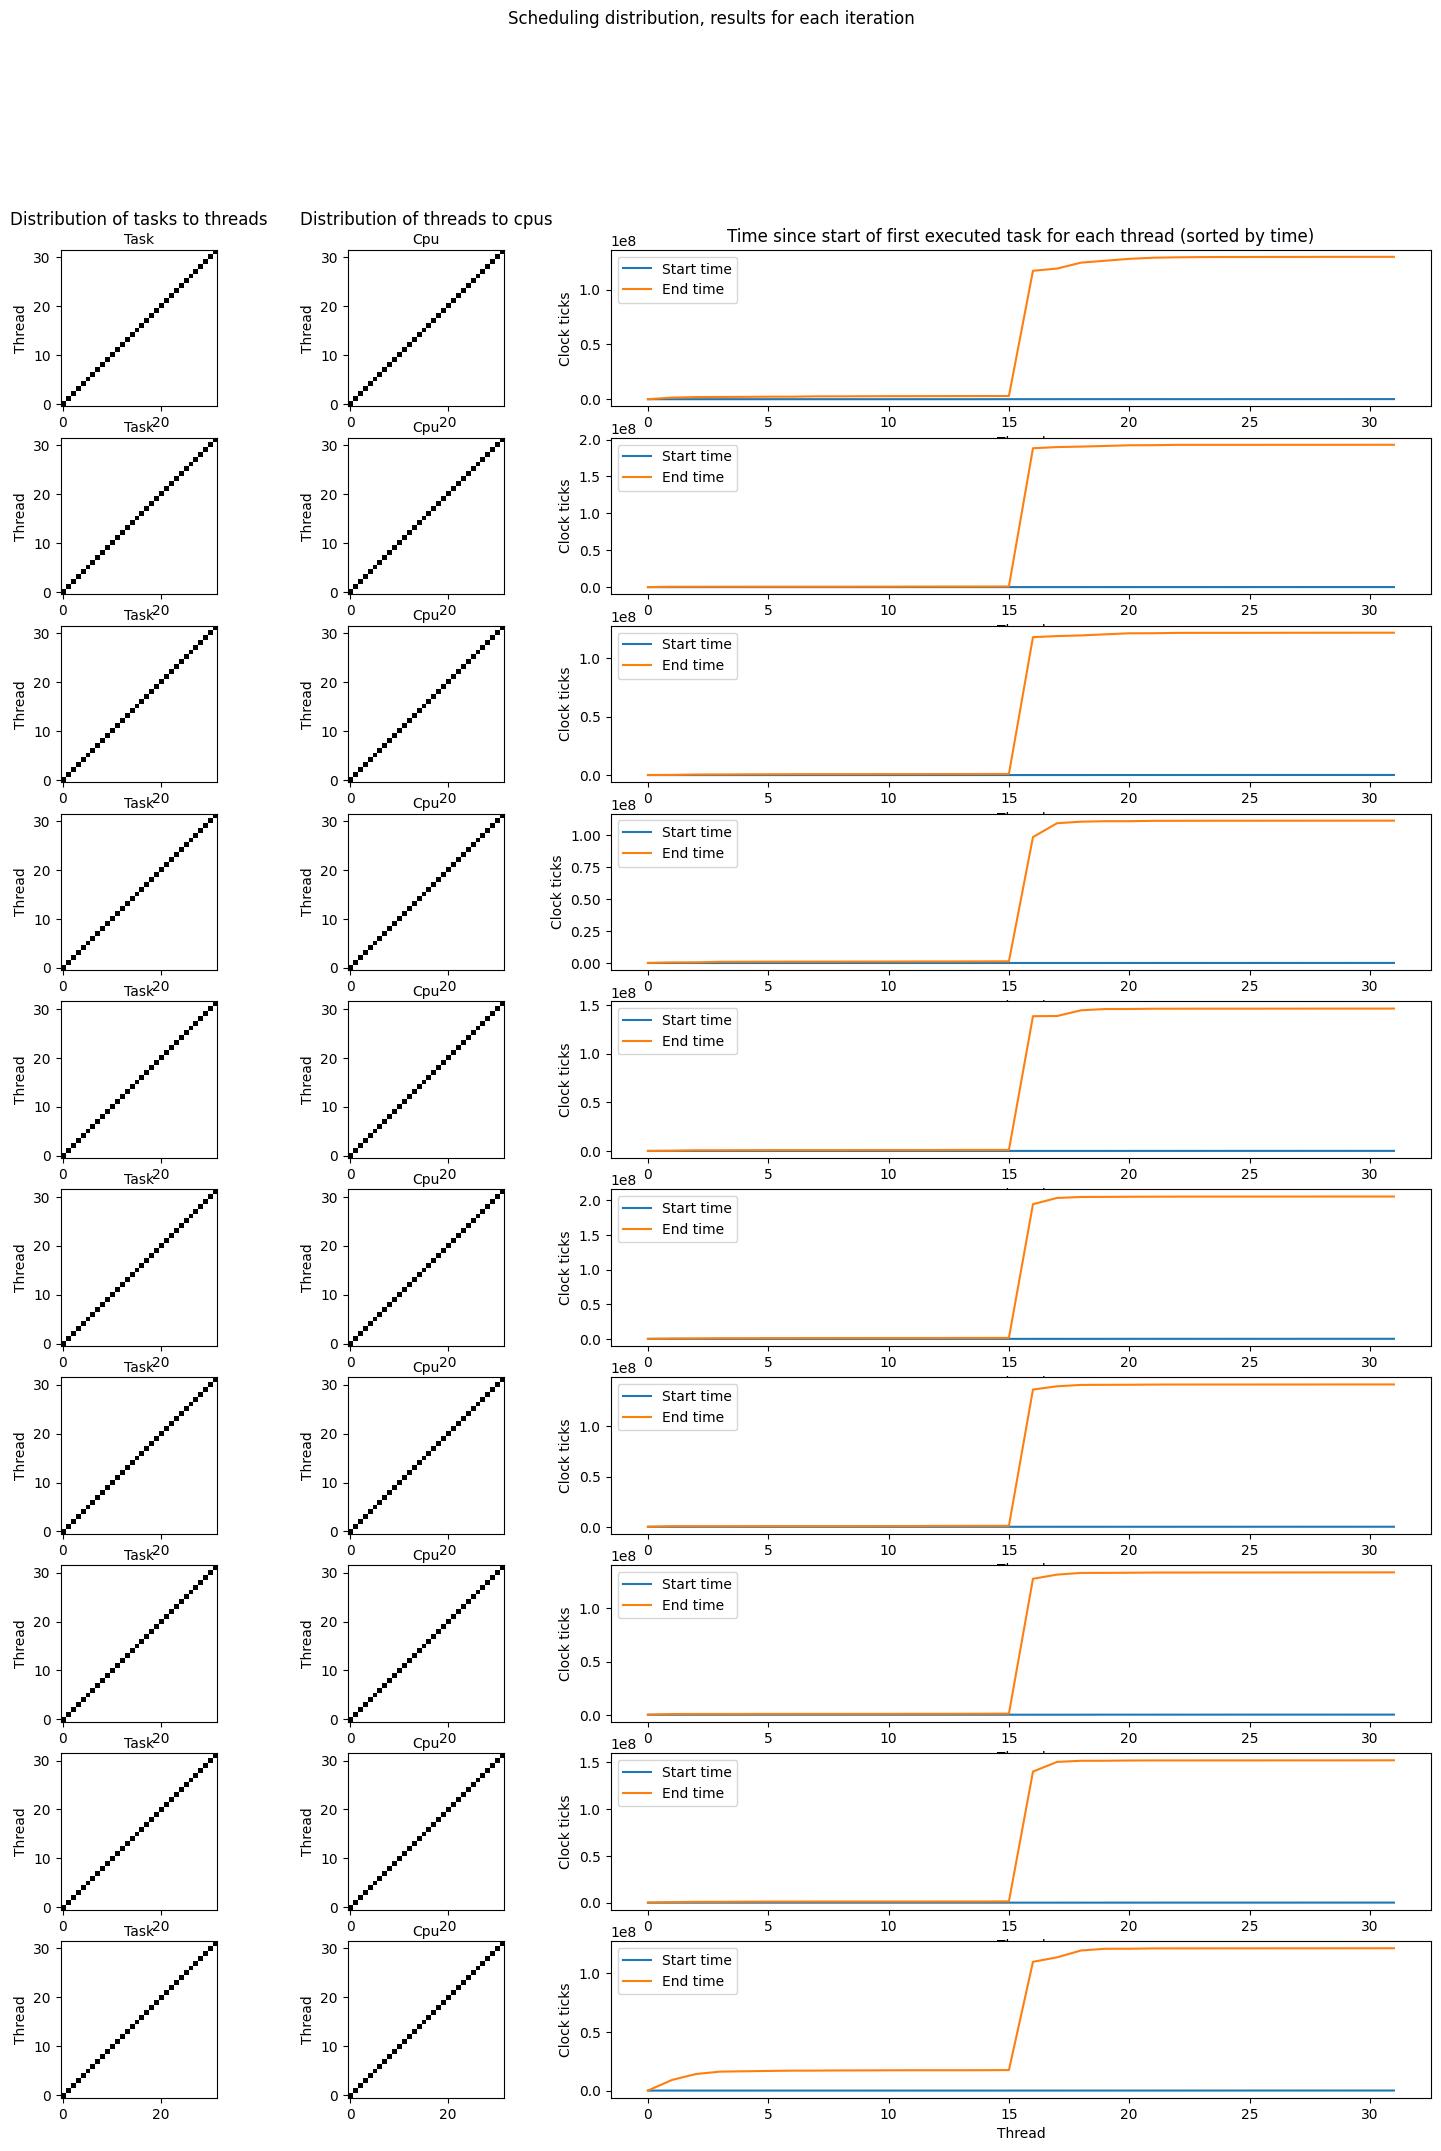 Scheduling distribution, results for each iteration
Distribution of tasks to threads
Distribution of threads to cpus
Time since start of first executed task for each thread (sorted by time)
Task
Thread
30
20
10
0
0 20
Cpu
Thread
30
20
10
0
0 20
1e8
Clock ticks
1.0
0.5
0.0
Start time
End time
0 5 10 15 20 25 30
Task
Thread
30
20
10
0
0 20
Cpu
Thread
30
20
10
0
0 20
1e8
Clock ticks
2.0
1.5
1.0
0.5
0.0
Start time
End time
0 5 10 15 20 25 30
Task
Thread
30
20
10
0
0 20
Cpu
Thread
30
20
10
0
0 20
1e8
Clock ticks
1.0
0.5
0.0
Start time
End time
0 5 10 15 20 25 30
Task
Thread
30
20
10
0
0 20
Cpu
Thread
30
20
10
0
0 20
1e8
Clock ticks
1.00
0.75
0.50
0.25
0.00
Start time
End time
0 5 10 15 20 25 30
Task
Thread
30
20
10
0
0 20
Cpu
Thread
30
20
10
0
0 20
1e8
Clock ticks
1.5
1.0
0.5
0.0
Start time
End time
0 5 10 15 20 25 30
Task
Thread
30
20
10
0
0 20
Cpu
Thread
30
20
10
0
0 20
1e8
Clock ticks
2.0
1.5
1.0
0.5
0.0
Start time
End time
0 5 10 15 20 25 30
Task
Thread
30
20
10
0
0 20
Cpu
Thread
30
20
10
0
0 20
1e8
Clock ticks
1.0
0.5
0.0
Start time
End time
0 5 10 15 20 25 30
Task
Thread
30
20
10
0
0 20
Cpu
Thread
30
20
10
0
0 20
1e8
Clock ticks
1.0
0.5
0.0
Start time
End time
0 5 10 15 20 25 30
Task
Thread
30
20
10
0
0 20
Cpu
Thread
30
20
10
0
0 20
1e8
Clock ticks
1.5
1.0
0.5
0.0
Start time
End time
0 5 10 15 20 25 30
Task
Thread
30
20
10
0
0 20
Cpu
Thread
30
20
10
0
0 20
1e8
Clock ticks
1.0
0.5
0.0
Start time
End time
0 5 10 15 20 25 30
Thread